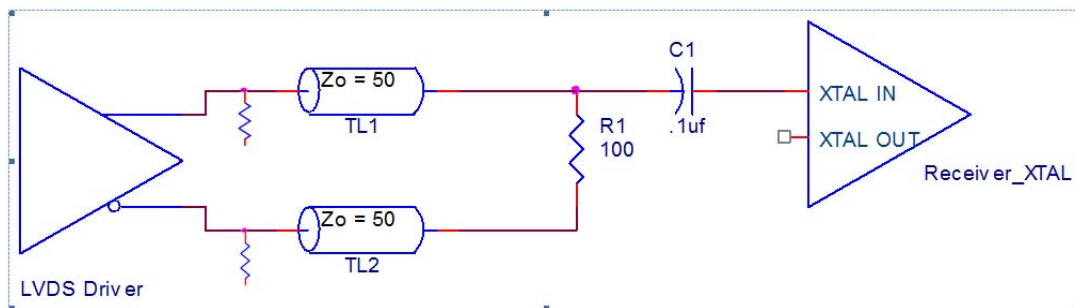 Zo = 50
TL1
C1
.1uf
XTAL IN
XTAL OUT
Receiver_XTAL
R1
100
Zo = 50
TL2
LVDS Driver